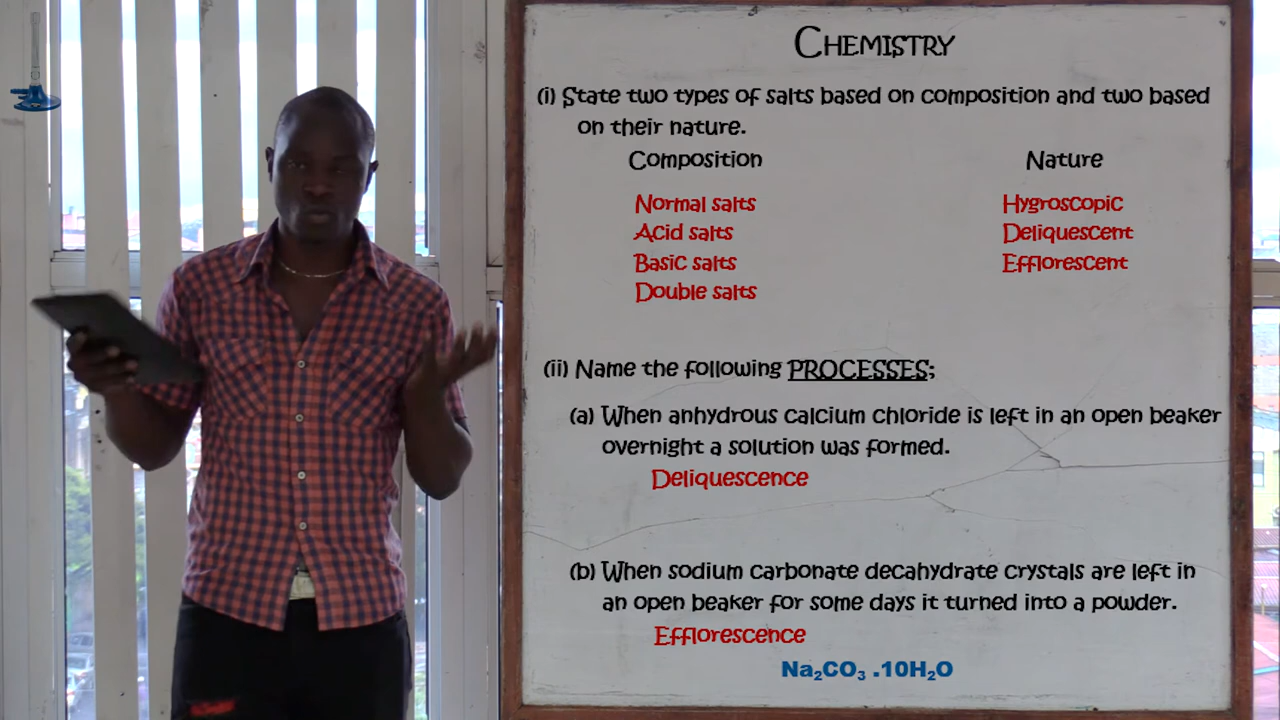 CHEMISTRY
(i) State two types of salts based on composition and two based
on their nature.
Composition Nature
Normal salts Hygroscopic
Acid salts Deliquescent
Basic salts Efflorescent
Double salts
(ii) Name the following PROCESSES;
(a) When anhydrous calcium chloride is left in an open beaker
overnight a solution was formed.
Deliquescence
(b) When sodium carbonate decahydrate crystals are left in
an open beaker for some days it turned into a powder.
Efflorescence
Na₂CO₃ .10H₂O